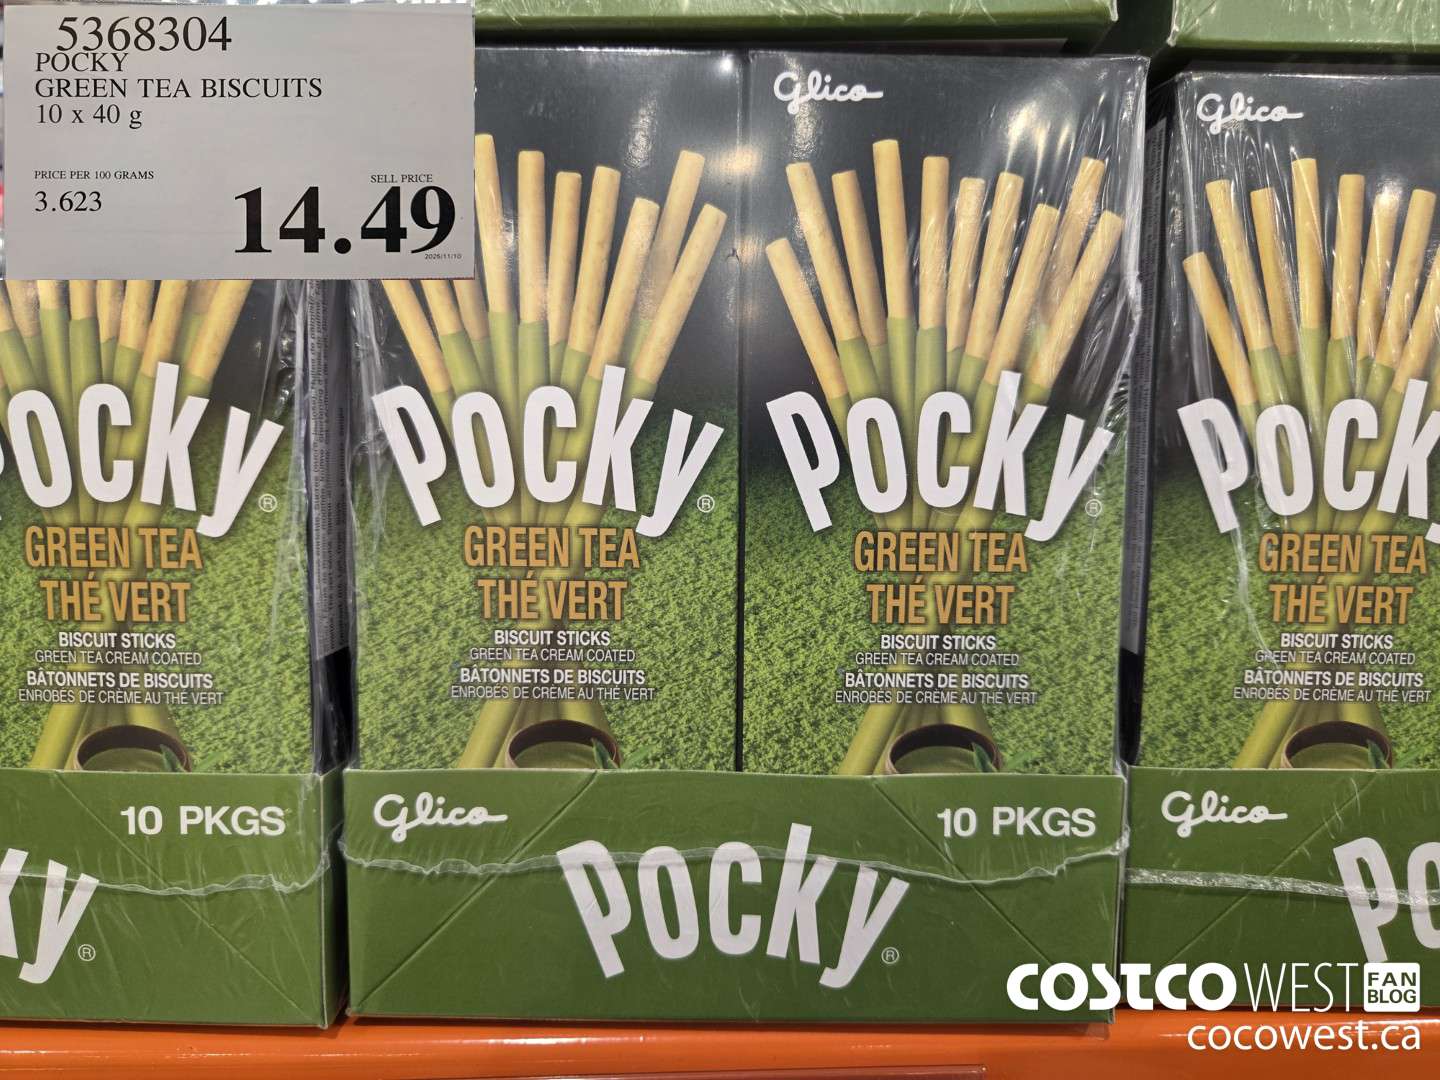 5368304
POCKY
GREEN TEA BISCUITS
10 x 40 g
PRICE PER 100 GRAMS
3.623
SELL PRICE
14.49
Glico
Glico
Pocky®
Pocky®
Pocky®
Pock
GREEN TEA
THÉ VERT
BISCUIT STICKS
GREEN TEA CREAM COATED
BÂTONNETS DE BISCUITS
ENROBÉS DE CRÈME AU THÉ VERT
GREEN TEA
THÉ VERT
BISCUIT STICKS
GREEN TEA CREAM COATED
BÂTONNETS DE BISCUITS
ENROBÉS DE CRÈME AU THÉ VERT
GREEN TEA
THÉ VERT
BISCUIT STICKS
GREEN TEA CREAM COATED
BÂTONNETS DE BISCUITS
ENROBÉS DE CRÈME AU THÉ VERT
GREEN TEA
THÉ VERT
BISCUIT STICKS
GREEN TEA CREAM COATED
BÂTONNETS DE BISCUITS
ENROBÉS DE CRÈME AU THÉ VERT
10 PKGS
ky®
Glico
10 PKGS
Pocky®
Glico
Po
COSTCO WEST FAN BLOG
cocowest.ca